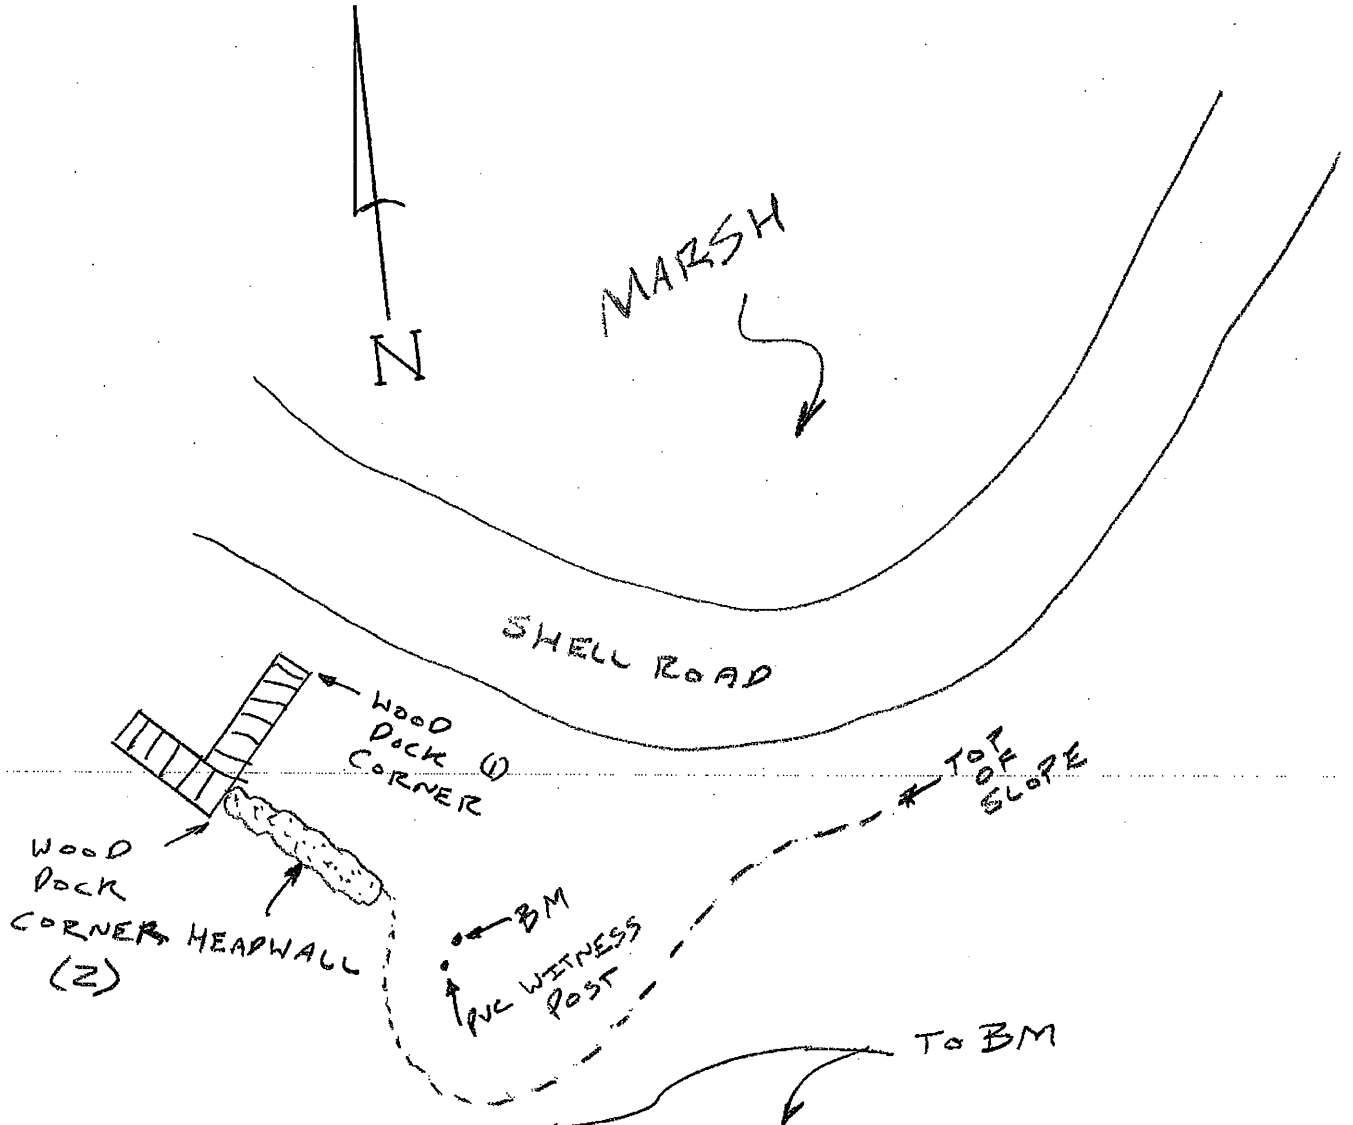 N
MARSH
SHELL ROAD
WOOD
DOCK (1)
CORNER
TOP
OF
SLOPE
WOOD
DOCK
CORNER
(2)
HEADWALL
BM
PVC WITNESS
POST
TO BM